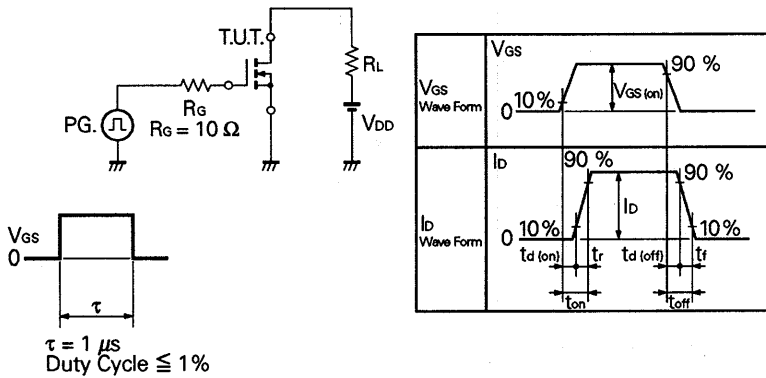 T.U.T.
RL
RG
PG.
RG = 10 Ω
VDD
VGS
0
τ
τ = 1 μs
Duty Cycle ≦ 1%
VGS
Wave Form
VGS
90 %
10%
VGS (on)
0
ID
Wave Form
ID
90 %
90 %
ID
10%
10%
0
td (on)
tr
td (off)
tf
ton
toff